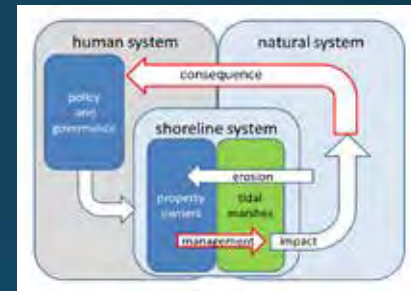 human system
natural system
consequence
policy
and
governance
shoreline system
erosion
property
owners
tidal
marshes
management
impact